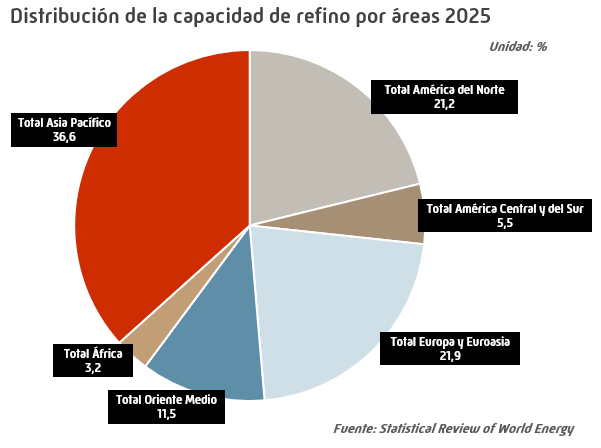 Distribución de la capacidad de refino por áreas 2025
Unidad: %
Total América del Norte
21,2
Total Asia Pacífico
36,6
Total América Central y del Sur
5,5
Total Europa y Euroasia
21,9
Total África
3,2
Total Oriente Medio
11,5
Fuente: Statistical Review of World Energy